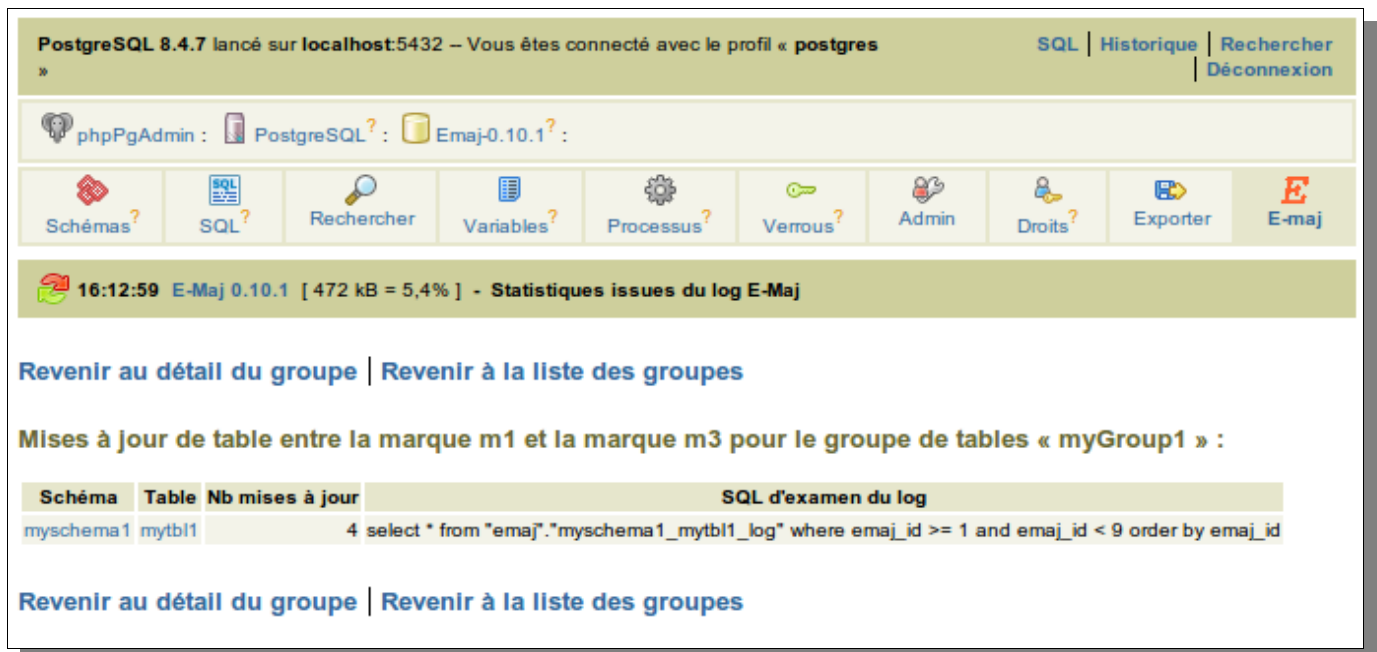 PostgreSQL 8.4.7 lancé sur localhost:5432 -- Vous êtes connecté avec le profil « postgres
»
SQL | Historique | Rechercher
| Déconnexion
phpPgAdmin : PostgreSQL? : Emaj-0.10.1? :
Schémas? SQL? Rechercher Variables? Processus? Verrous? Admin Droits? Exporter E-maj
16:12:59 E-Maj 0.10.1 [ 472 kB = 5,4% ] - Statistiques issues du log E-Maj
Revenir au détail du groupe | Revenir à la liste des groupes
Mises à jour de table entre la marque m1 et la marque m3 pour le groupe de tables « myGroup1 » :
Schéma Table Nb mises à jour SQL d'examen du log
myschema1 mytbl1 4 select * from "emaj"."myschema1_mytbl1_log" where emaj_id >= 1 and emaj_id < 9 order by emaj_id
Revenir au détail du groupe | Revenir à la liste des groupes